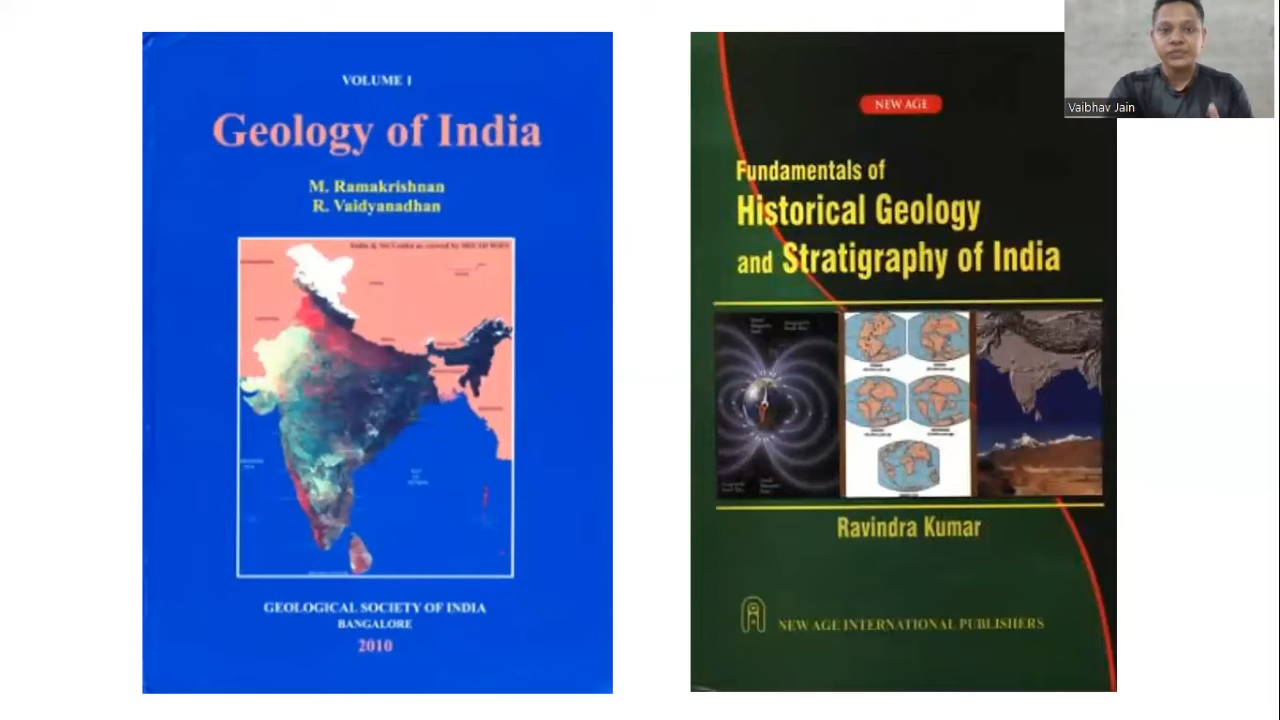 VOLUME 1
Geology of India
M. Ramakrishnan
R. Vaidyanadhan
GEOLOGICAL SOCIETY OF INDIA
BANGALORE
2010
NEW AGE
Fundamentals of
Historical Geology
and Stratigraphy of India
Ravindra Kumar
NEW AGE INTERNATIONAL PUBLISHERS
Vaibhav Jain